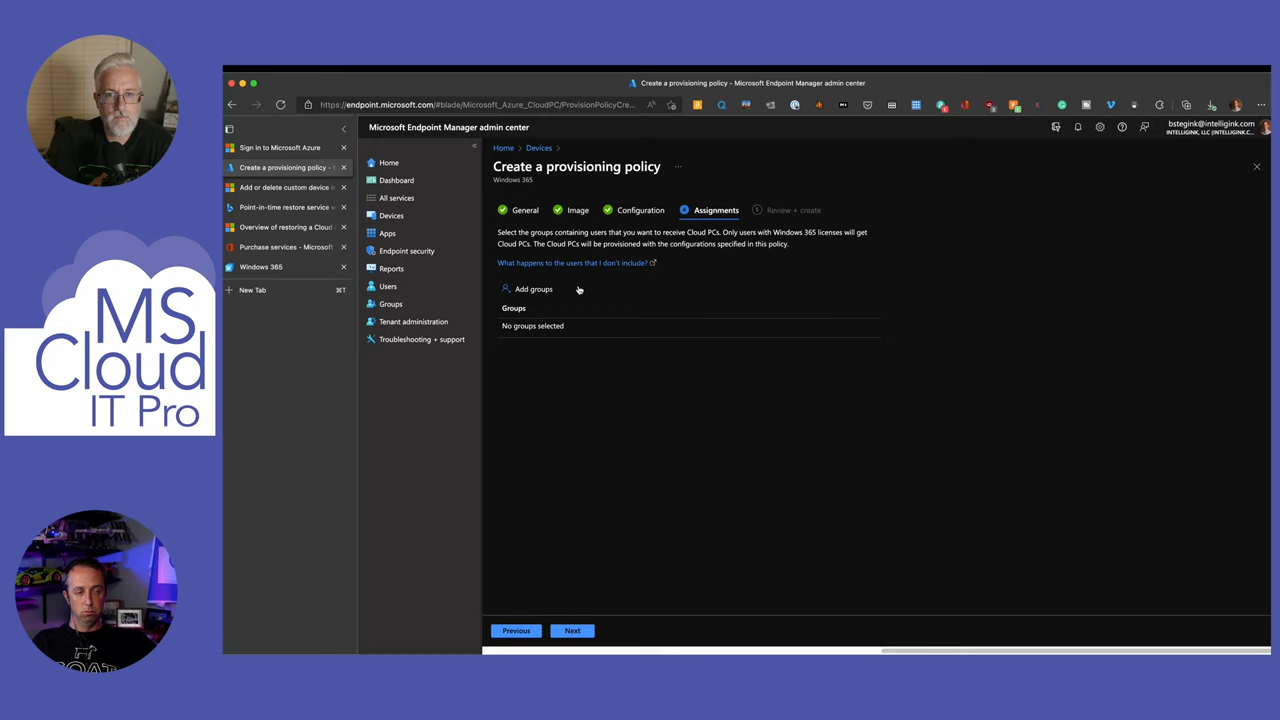 Create a provisioning policy - Microsoft Endpoint Manager admin center
https://endpoint.microsoft.com/#blade/Microsoft_Azure_CloudPC/ProvisionPolicyCre...
Microsoft Endpoint Manager admin center
bstegink@intelligink.com
INTELLIGINK, LLC (INTELLIGINK.C...
Sign in to Microsoft Azure
Create a provisioning policy -
Add or delete custom device i
Point-in-time restore service
Overview of restoring a Cloud
Purchase services - Microsoft
Windows 365
New Tab
⌘T
Home
Dashboard
All services
Devices
Apps
Endpoint security
Reports
Users
Groups
Tenant administration
Troubleshooting + support
Home > Devices >
Create a provisioning policy ...
Windows 365
General
Image
Configuration
4 Assignments
5 Review + create
Select the groups containing users that you want to receive Cloud PCs. Only users with Windows 365 licenses will get
Cloud PCs. The Cloud PCs will be provisioned with the configurations specified in this policy.
What happens to the users that I don't include?
Add groups
Groups
No groups selected
Previous
Next
MS
Cloud
IT Pro